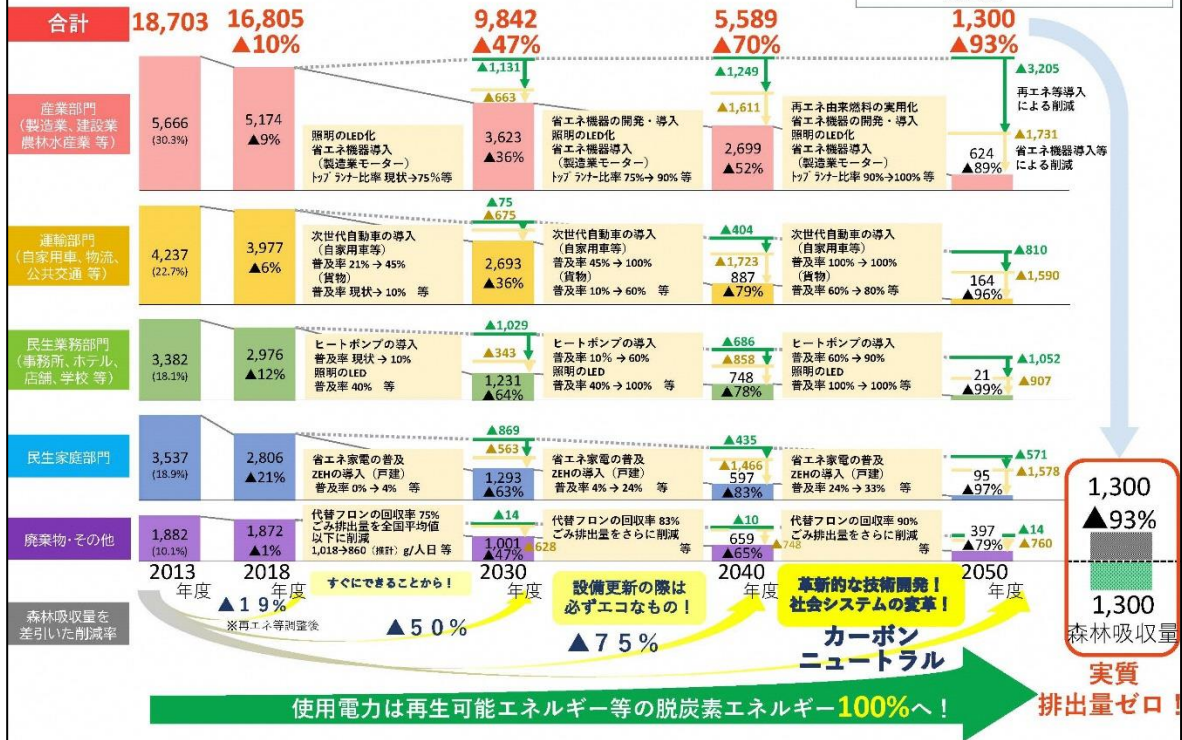 合計
18,703
16,805
▲10%
9,842
▲47%
5,589
▲70%
1,300
▲93%
産業部門
(製造業、建設業
農林水産業 等)
5,666
(30.3%)
5,174
▲9%
照明のLED化
省エネ機器導入
(製造業モーター)
トップランナー比率 現状→75%等
▲1,131
▲663
3,623
▲36%
省エネ機器の開発・導入
照明のLED化
省エネ機器導入
(製造業モーター)
トップランナー比率 75%→ 90% 等
▲1,249
▲1,611
2,699
▲52%
再エネ由来燃料の実用化
省エネ機器の開発・導入
照明のLED化
省エネ機器導入
(製造業モーター)
トップランナー比率 90%→100% 等
▲3,205
再エネ等導入
による削減
▲1,731
省エネ機器導入等
による削減
624
▲89%
運輸部門
(自家用車、物流、
公共交通 等)
4,237
(22.7%)
3,977
▲6%
次世代自動車の導入
(自家用車等)
普及率 21% → 45%
(貨物)
普及率 現状→ 10% 等
▲75
▲675
2,693
▲36%
次世代自動車の導入
(自家用車等)
普及率 45% → 100%
(貨物)
普及率 10% → 60% 等
▲404
▲1,723
887
▲79%
次世代自動車の導入
(自家用車等)
普及率 100% → 100%
(貨物)
普及率 60% → 80% 等
▲810
▲1,590
164
▲96%
民生業務部門
(事務所、ホテル、
店舗、学校 等)
3,382
(18.1%)
2,976
▲12%
ヒートポンプの導入
普及率 現状 → 10%
照明のLED
普及率 40% 等
▲1,029
▲343
1,231
▲64%
ヒートポンプの導入
普及率 10% → 60%
照明のLED
普及率 40% → 100% 等
▲686
▲858
748
▲78%
ヒートポンプの導入
普及率 60% → 90%
照明のLED
普及率 100% → 100% 等
▲1,052
▲907
21
▲99%
民生家庭部門
3,537
(18.9%)
2,806
▲21%
省エネ家電の普及
ZEHの導入(戸建)
普及率 0% → 4% 等
▲869
▲563
1,293
▲63%
省エネ家電の普及
ZEHの導入(戸建)
普及率 4% → 24% 等
▲435
▲1,466
597
▲83%
省エネ家電の普及
ZEHの導入(戸建)
普及率 24% → 33% 等
▲571
▲1,578
95
▲97%
廃棄物・その他
1,882
(10.1%)
1,872
▲1%
代替フロンの回収率 75%
ごみ排出量を全国平均値
以下に削減
1,018→860(推計)g/人日 等
▲14
▲628
1,001
▲47%
代替フロンの回収率 83%
ごみ排出量をさらに削減
等
▲10
▲748
659
▲65%
代替フロンの回収率 90%
ごみ排出量をさらに削減
等
▲14
▲760
397
▲79%
2013
年度
2018
年度
2030
年度
2040
年度
2050
年度
すぐにできることから!
設備更新の際は
必ずエコなもの!
革新的な技術開発!
社会システムの変革!
森林吸収量を
差引いた削減率
▲19%
※再エネ等調整後
▲50%
▲75%
カーボン
ニュートラル
1,300
▲93%
1,300
森林吸収量
実質
排出量ゼロ!
使用電力は再生可能エネルギー等の脱炭素エネルギー100%へ!